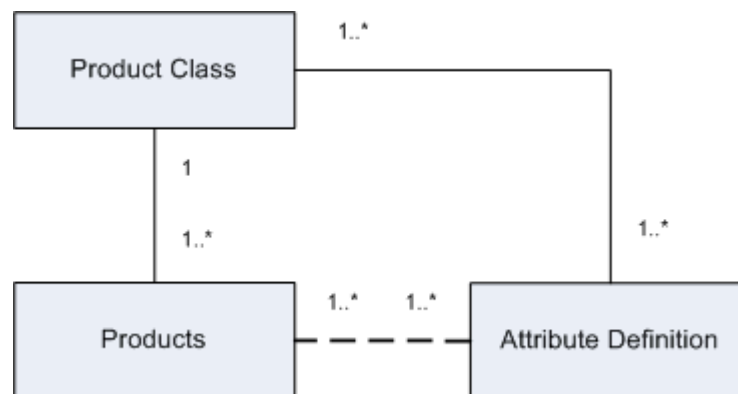 1..*
Product Class
1
1..*
1..*
1..* 1..*
Products
Attribute Definition